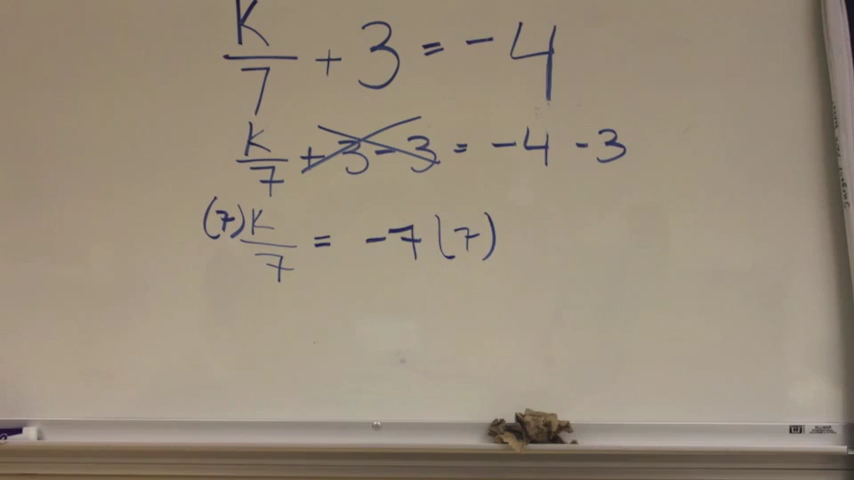 K/7 + 3 = -4
K/7 + 3 - 3 = -4 - 3
(7) K/7 = -7 (7)